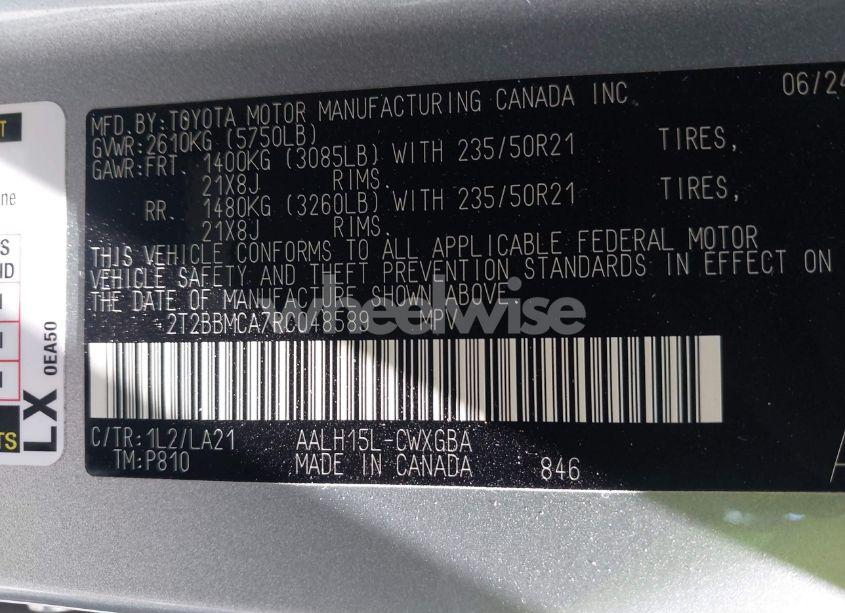 MFD.BY:TOYOTA MOTOR MANUFACTURING CANADA INC 06/24
GVWR:2610KG (5750LB)
GAWR:FRT. 1400KG (3085LB) WITH 235/50R21 TIRES,
21X8J RIMS.
RR. 1480KG (3260LB) WITH 235/50R21 TIRES,
21X8J RIMS.
THIS VEHICLE CONFORMS TO ALL APPLICABLE FEDERAL MOTOR
VEHICLE SAFETY AND THEFT PREVENTION STANDARDS IN EFFECT ON
THE DATE OF MANUFACTURE SHOWN ABOVE.
2T2BBMCA7RC048589 MPV
wheelwise
C/TR:1L2/LA21 AALH15L-CWXGBA
TM:P810 MADE IN CANADA 846
LX 0EA50